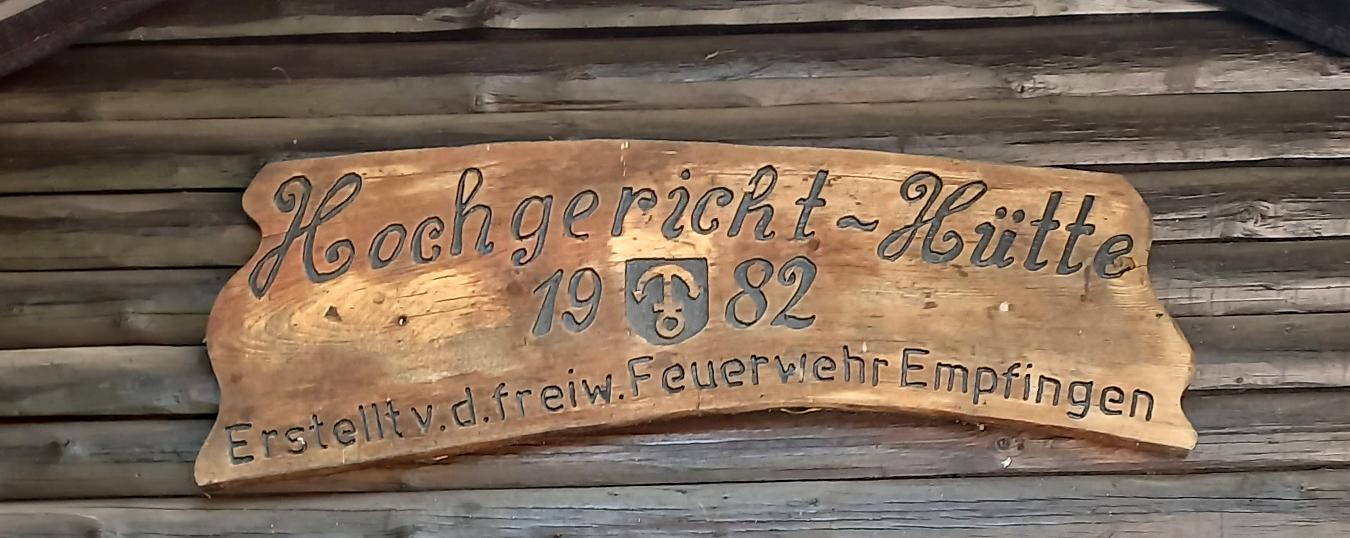 Hochgericht~Hütte
1982
Erstellt v. d. freiw. Feuerwehr Empfingen